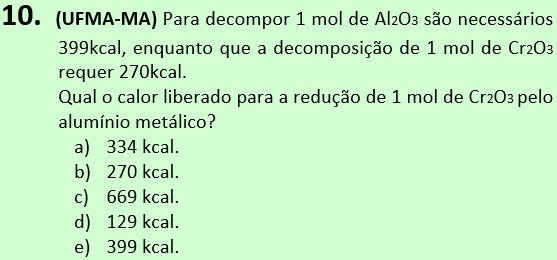 10. (UFMA-MA) Para decompor 1 mol de Al2O3 são necessários
399kcal, enquanto que a decomposição de 1 mol de Cr2O3
requer 270kcal.
Qual o calor liberado para a redução de 1 mol de Cr2O3 pelo
alumínio metálico?
a) 334 kcal.
b) 270 kcal.
c) 669 kcal.
d) 129 kcal.
e) 399 kcal.